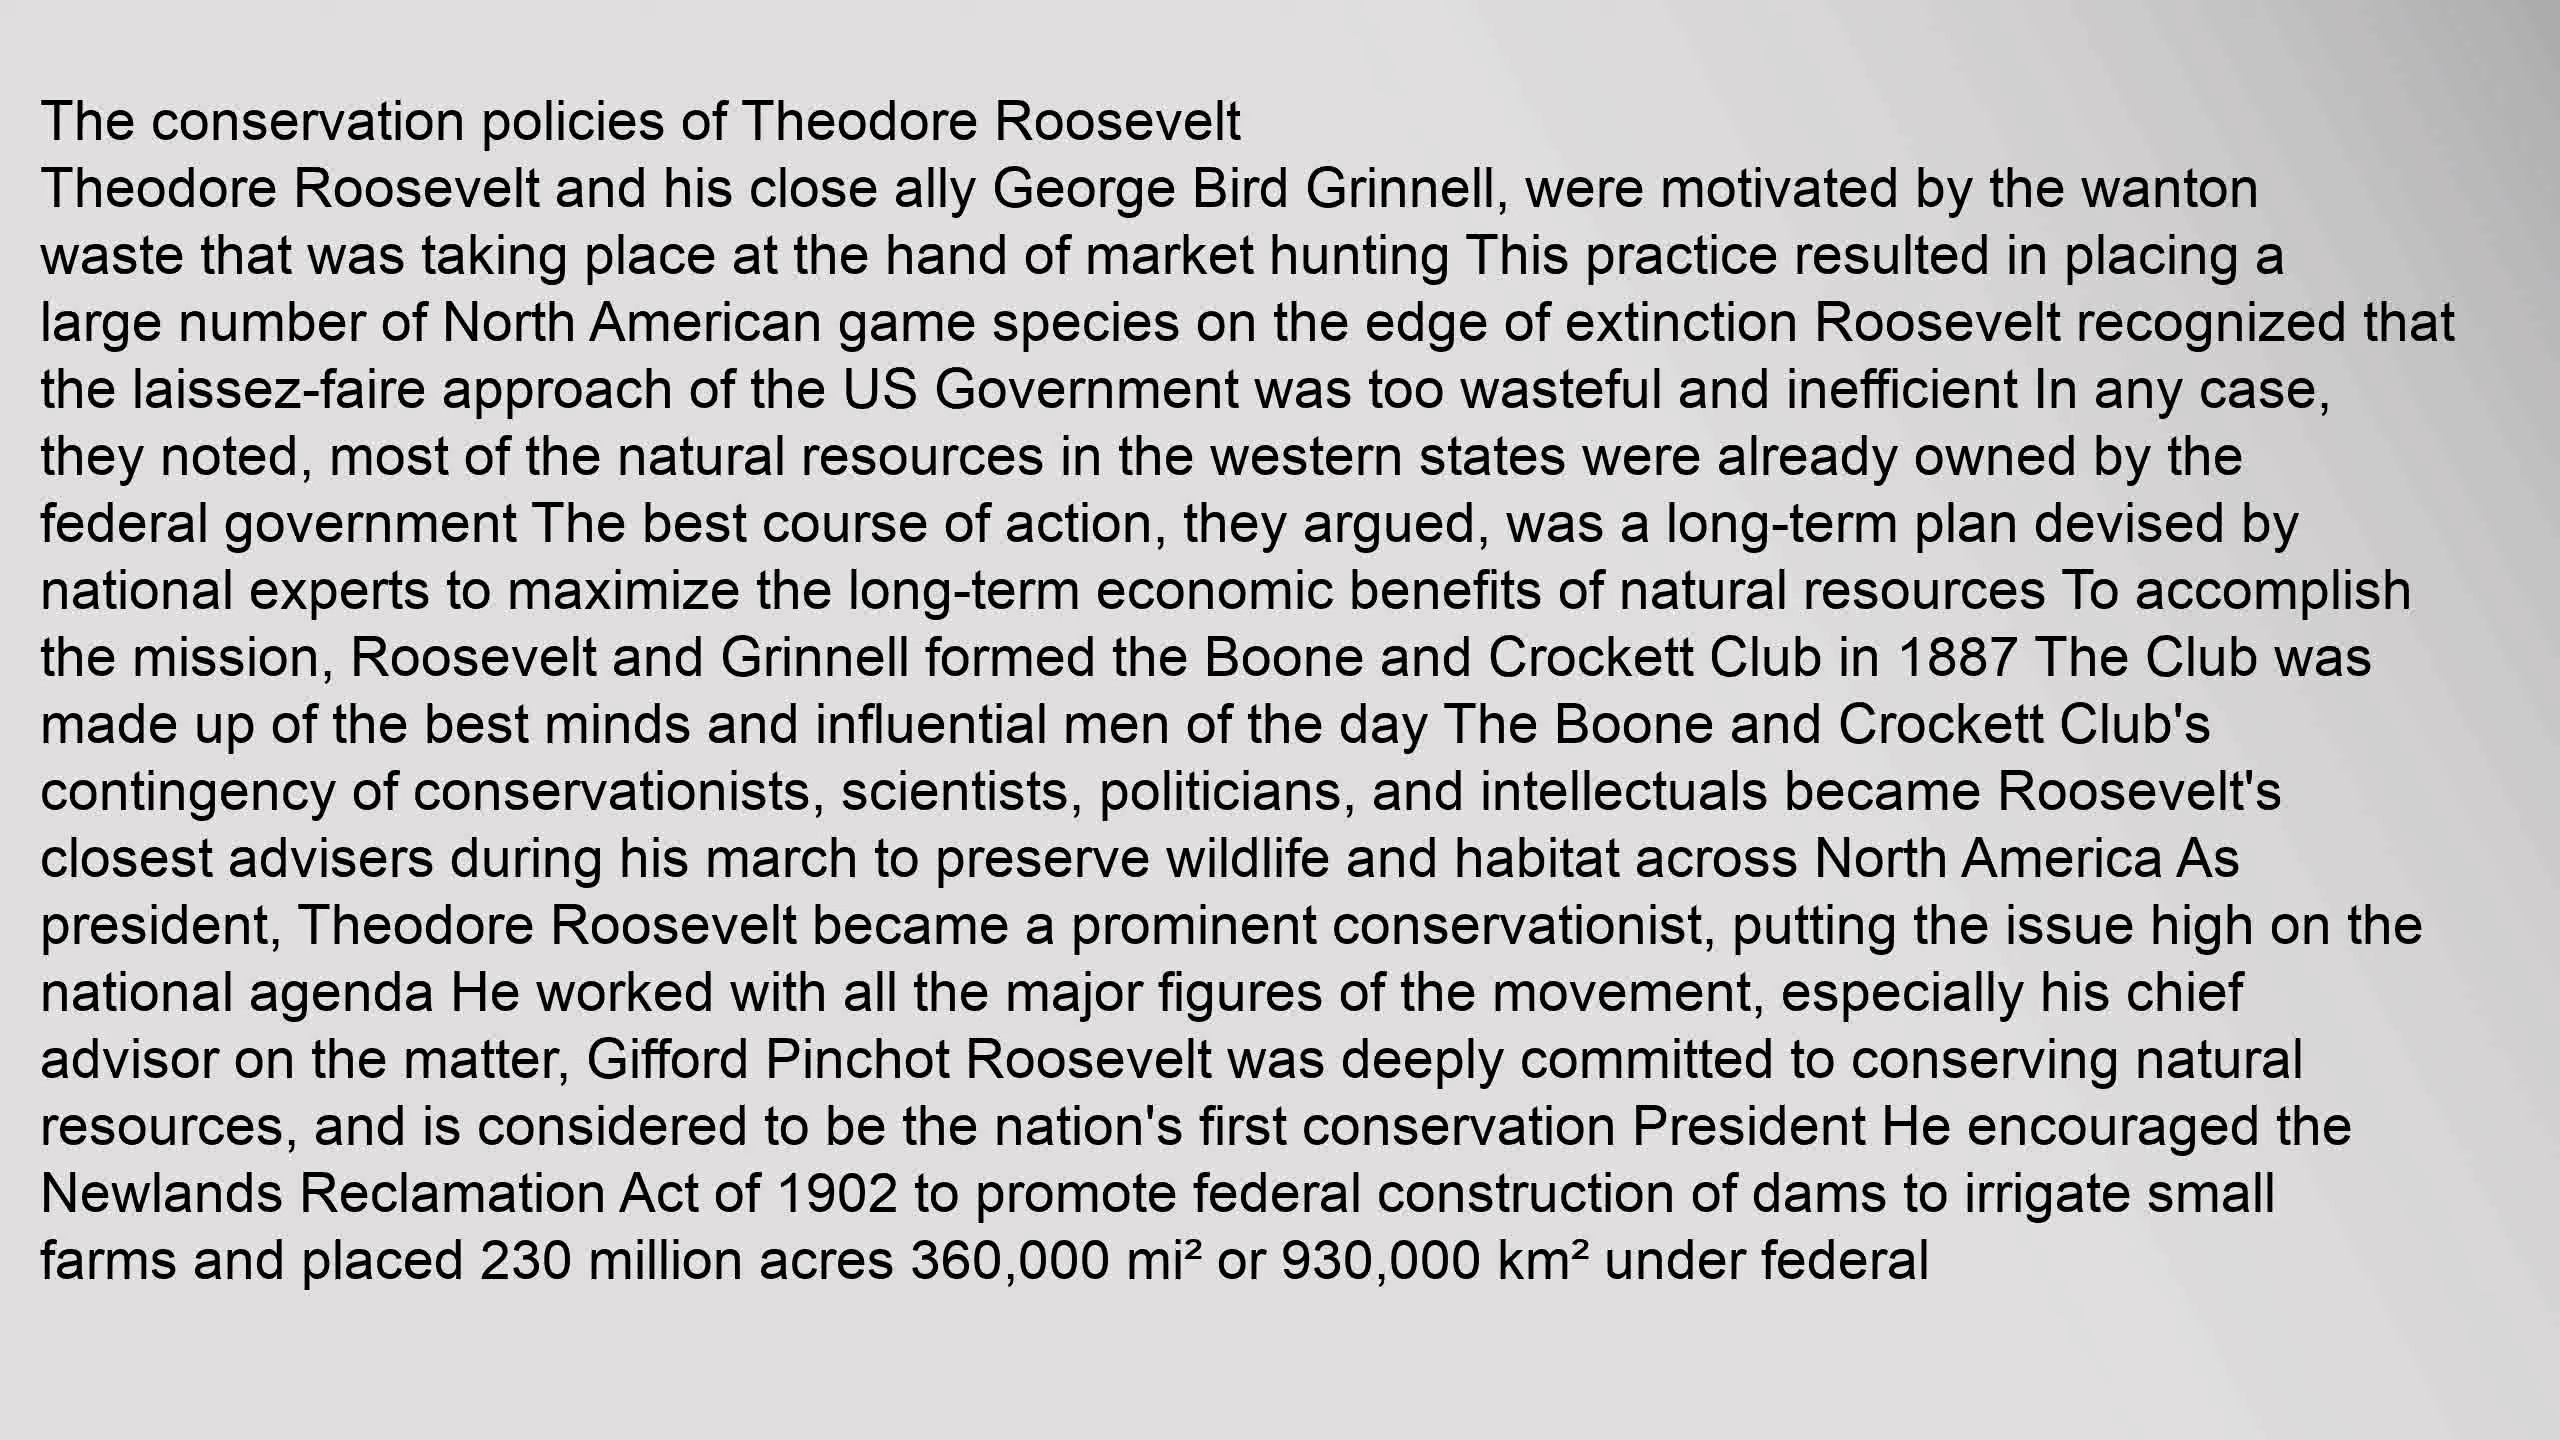 The conservation policies of Theodore Roosevelt
Theodore Roosevelt and his close ally George Bird Grinnell, were motivated by the wanton
waste that was taking place at the hand of market hunting This practice resulted in placing a
large number of North American game species on the edge of extinction Roosevelt recognized that
the laissez-faire approach of the US Government was too wasteful and inefficient In any case,
they noted, most of the natural resources in the western states were already owned by the
federal government The best course of action, they argued, was a long-term plan devised by
national experts to maximize the long-term economic benefits of natural resources To accomplish
the mission, Roosevelt and Grinnell formed the Boone and Crockett Club in 1887 The Club was
made up of the best minds and influential men of the day The Boone and Crockett Club's
contingency of conservationists, scientists, politicians, and intellectuals became Roosevelt's
closest advisers during his march to preserve wildlife and habitat across North America As
president, Theodore Roosevelt became a prominent conservationist, putting the issue high on the
national agenda He worked with all the major figures of the movement, especially his chief
advisor on the matter, Gifford Pinchot Roosevelt was deeply committed to conserving natural
resources, and is considered to be the nation's first conservation President He encouraged the
Newlands Reclamation Act of 1902 to promote federal construction of dams to irrigate small
farms and placed 230 million acres 360,000 mi² or 930,000 km² under federal